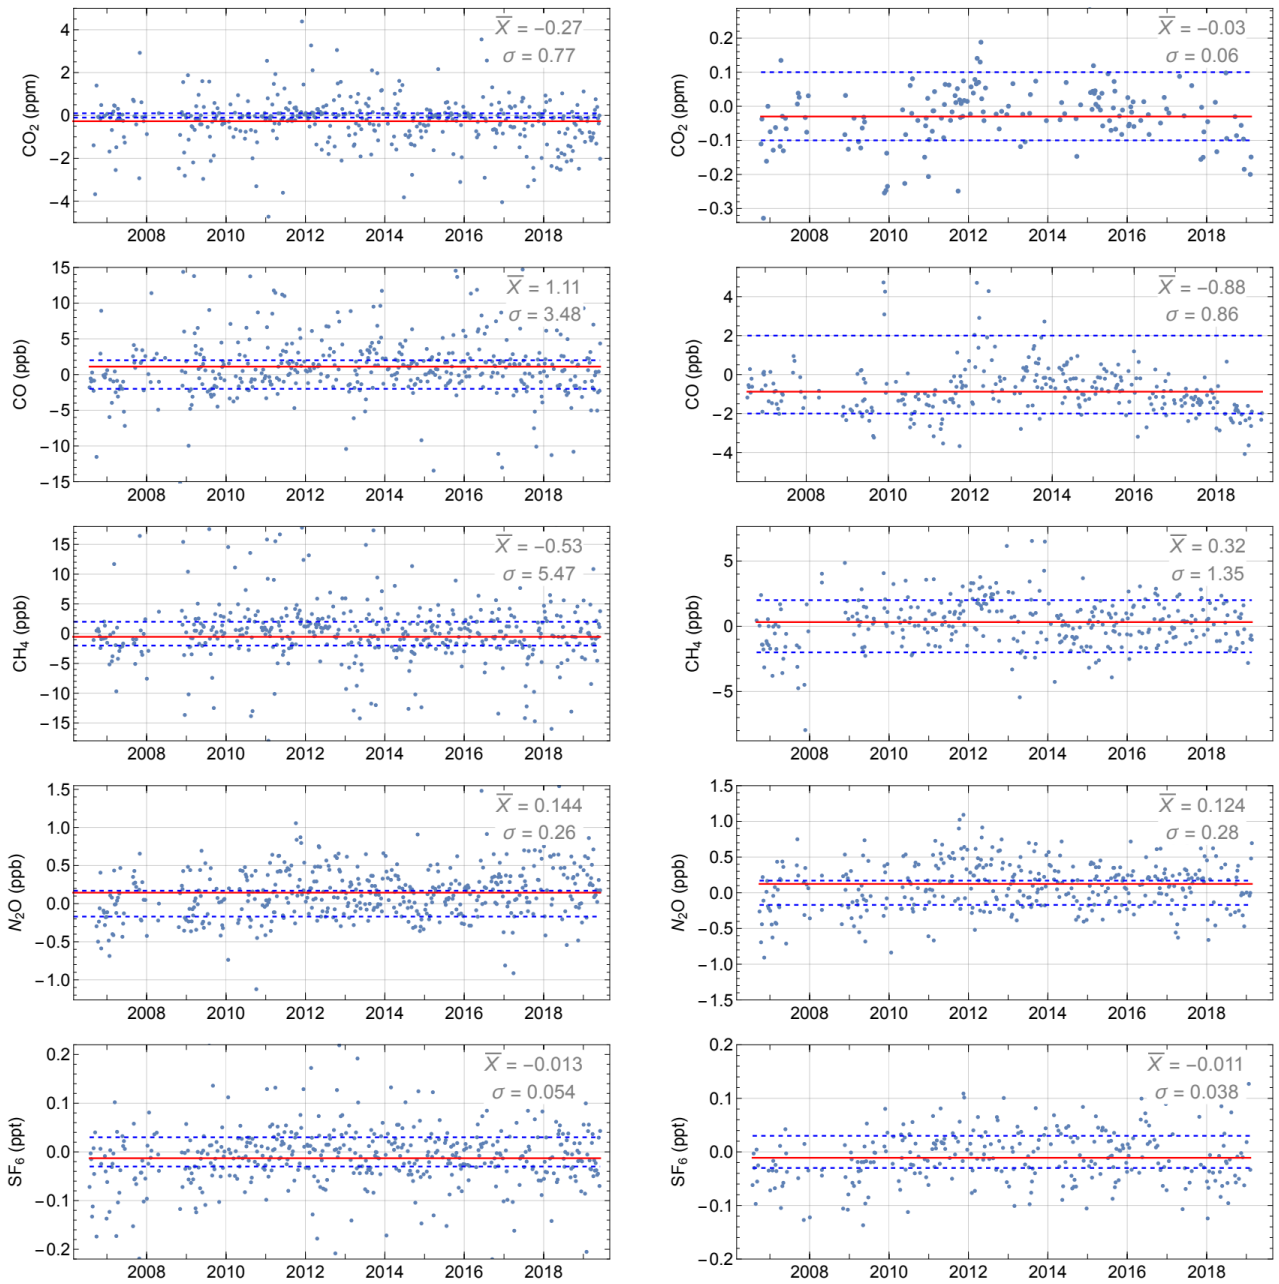 X̄ = −0.27
σ = 0.77
CO₂ (ppm)
4
2
0
−2
−4
2008 2010 2012 2014 2016 2018
X̄ = −0.03
σ = 0.06
CO₂ (ppm)
0.2
0.1
0.0
−0.1
−0.2
−0.3
2008 2010 2012 2014 2016 2018
X̄ = 1.11
σ = 3.48
CO (ppb)
15
10
5
0
−5
−10
−15
2008 2010 2012 2014 2016 2018
X̄ = −0.88
σ = 0.86
CO (ppb)
4
2
0
−2
−4
2008 2010 2012 2014 2016 2018
X̄ = −0.53
σ = 5.47
CH₄ (ppb)
15
10
5
0
−5
−10
−15
2008 2010 2012 2014 2016 2018
X̄ = 0.32
σ = 1.35
CH₄ (ppb)
5
0
−5
2008 2010 2012 2014 2016 2018
X̄ = 0.144
σ = 0.26
N₂O (ppb)
1.5
1.0
0.5
0.0
−0.5
−1.0
2008 2010 2012 2014 2016 2018
X̄ = 0.124
σ = 0.28
N₂O (ppb)
1.5
1.0
0.5
0.0
−0.5
−1.0
−1.5
2008 2010 2012 2014 2016 2018
X̄ = −0.013
σ = 0.054
SF₆ (ppt)
0.2
0.1
0.0
−0.1
−0.2
2008 2010 2012 2014 2016 2018
X̄ = −0.011
σ = 0.038
SF₆ (ppt)
0.2
0.1
0.0
−0.1
−0.2
2008 2010 2012 2014 2016 2018